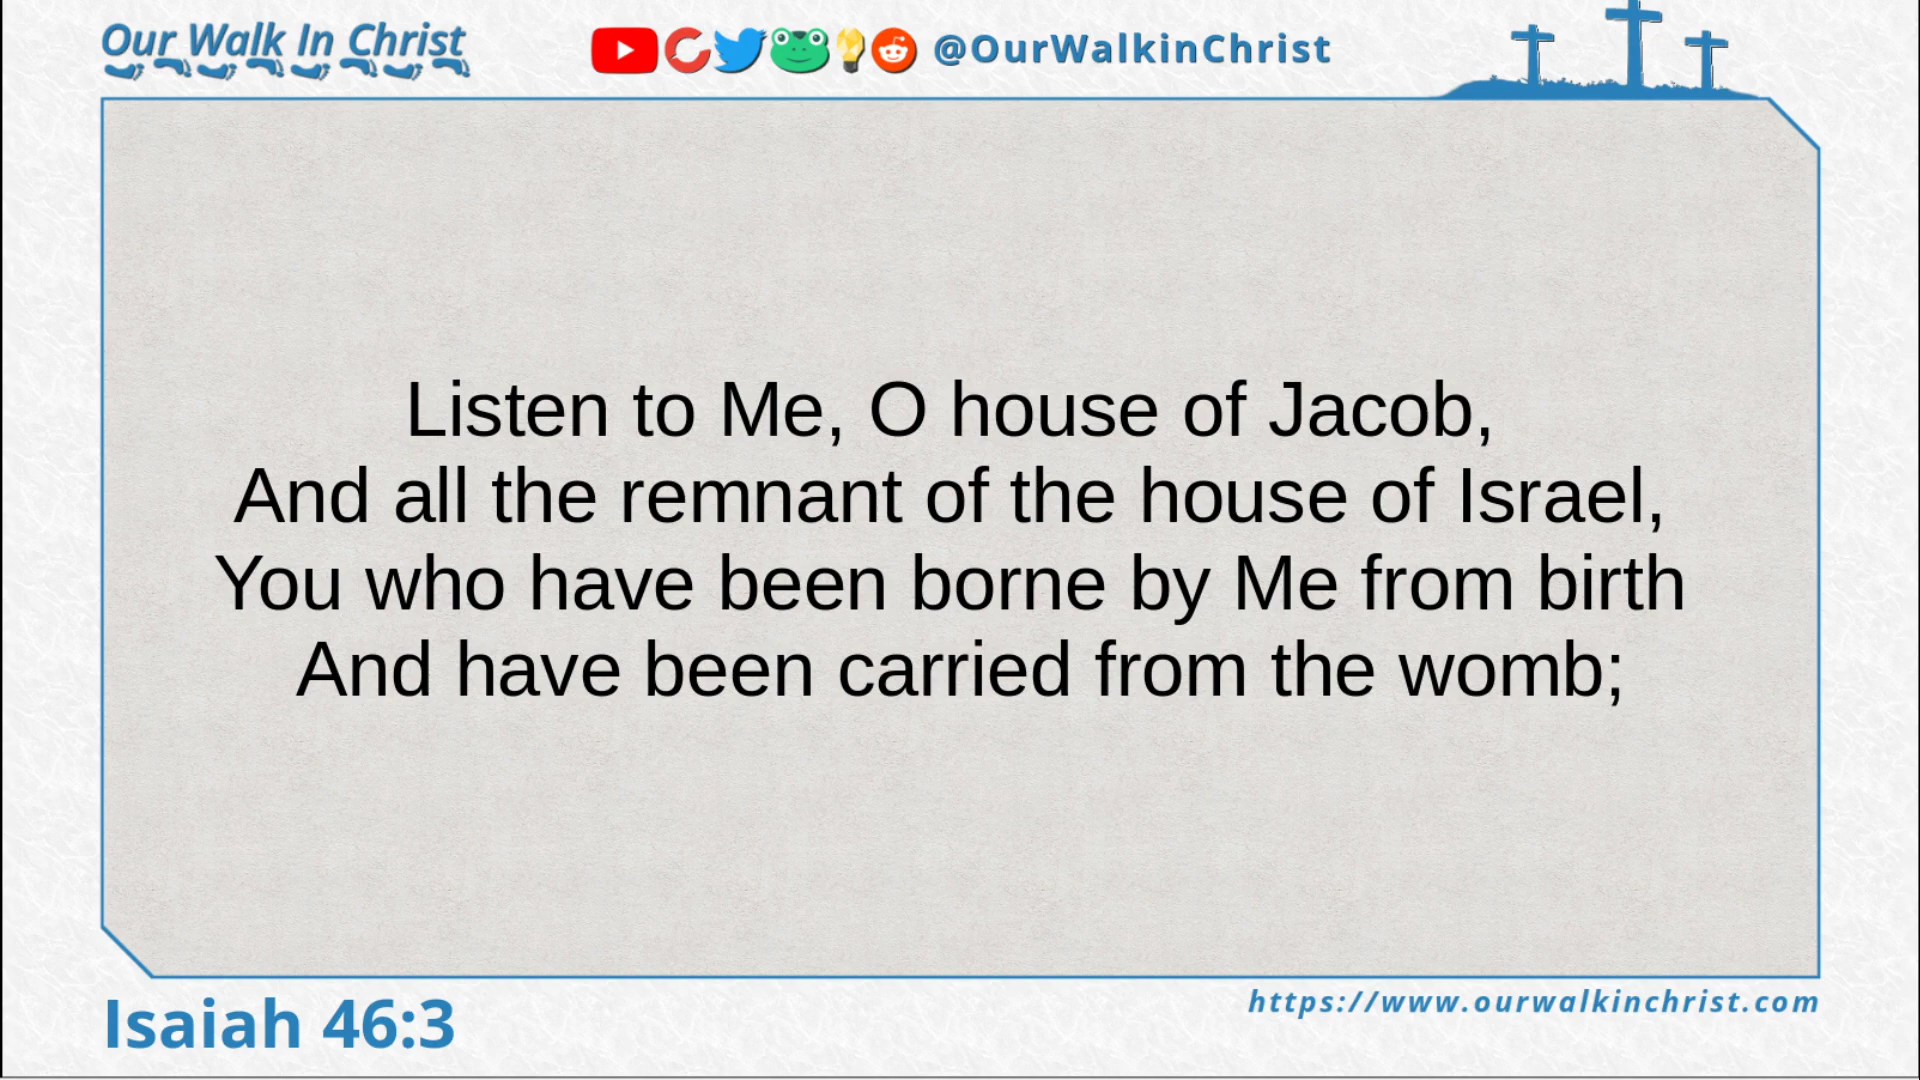 Our Walk In Christ
@OurWalkinChrist
Listen to Me, O house of Jacob,
And all the remnant of the house of Israel,
You who have been borne by Me from birth
And have been carried from the womb;
Isaiah 46:3
https://www.ourwalkinchrist.com